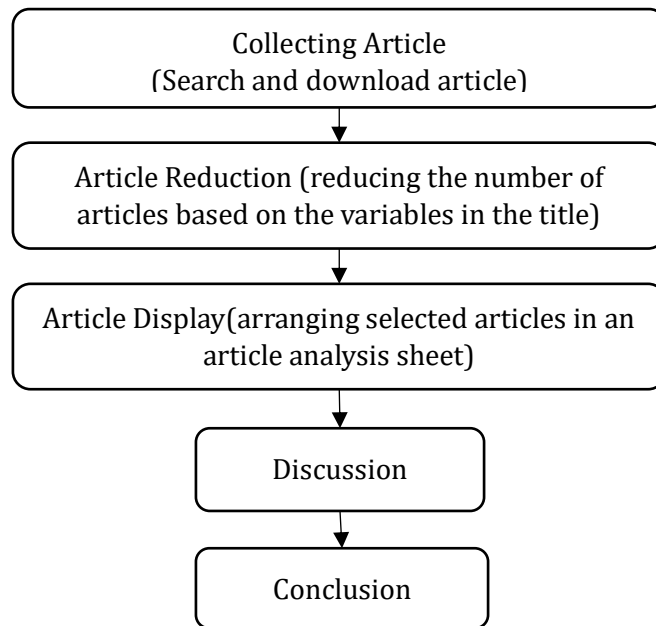 Collecting Article
(Search and download article)
Article Reduction (reducing the number of
articles based on the variables in the title)
Article Display(arranging selected articles in an
article analysis sheet)
Discussion
Conclusion